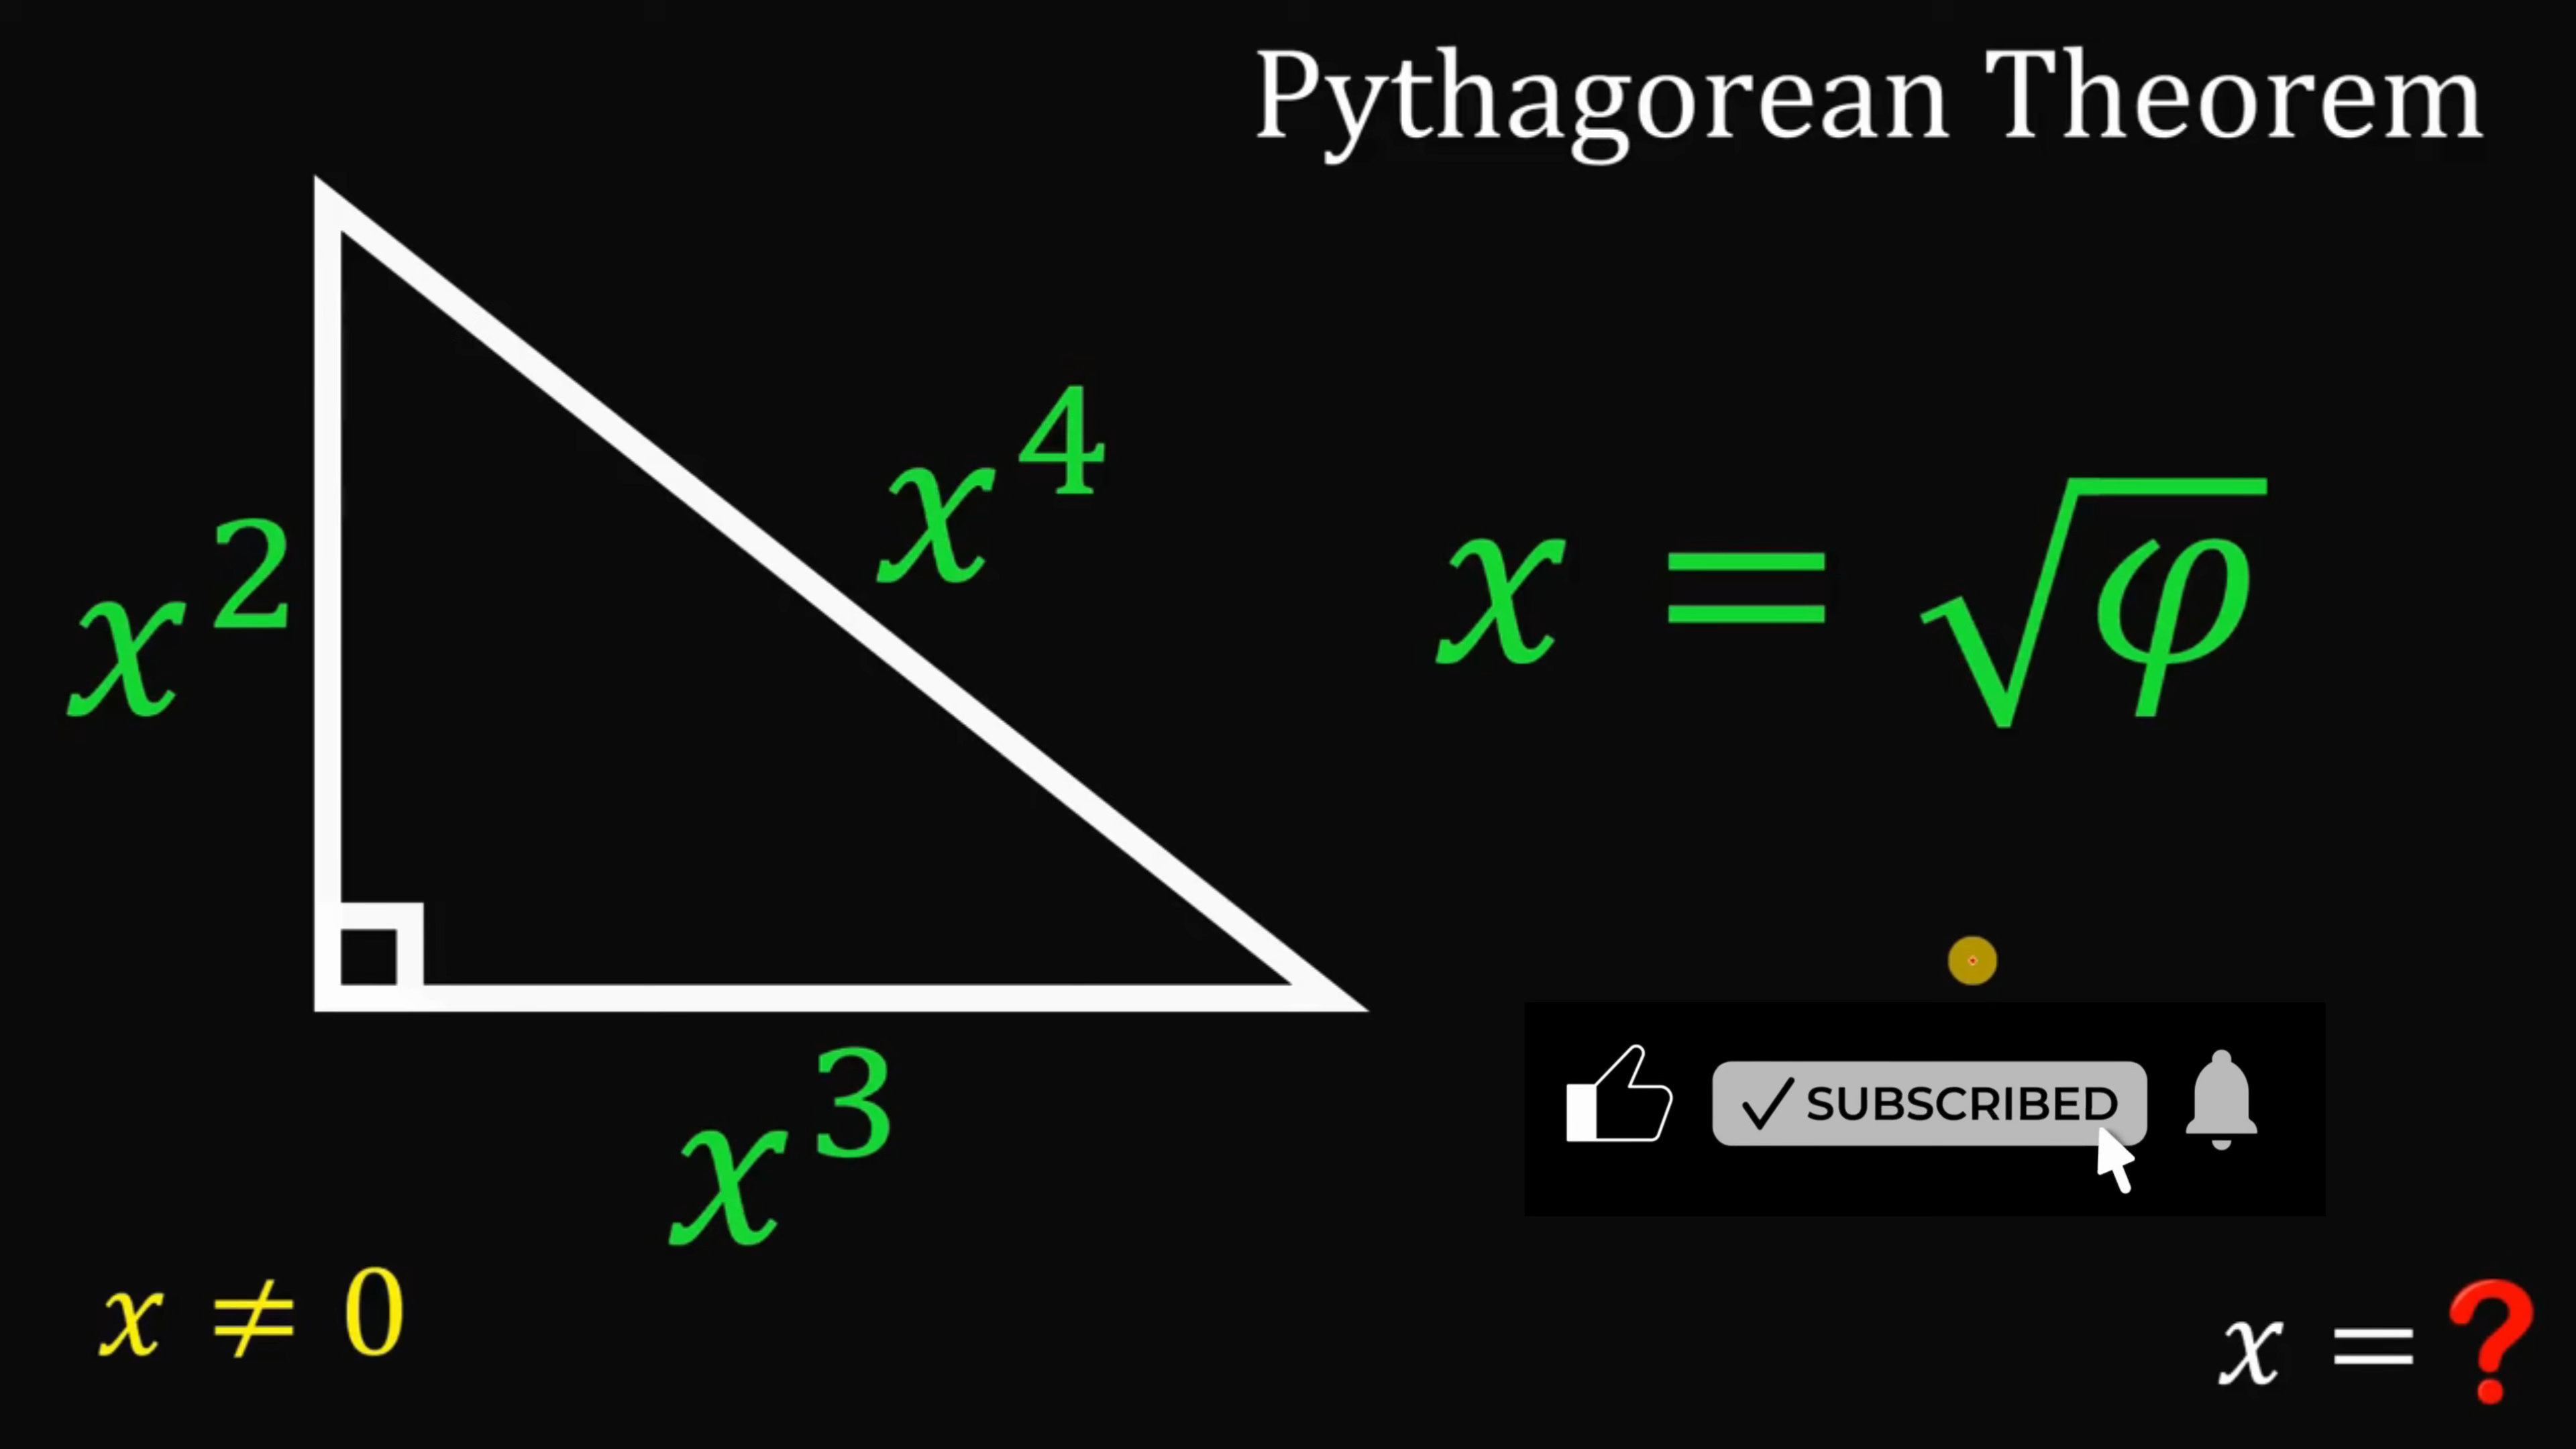 Pythagorean Theorem
x⁴
x²
x = √φ
x³
SUBSCRIBED
x ≠ 0
x = ?